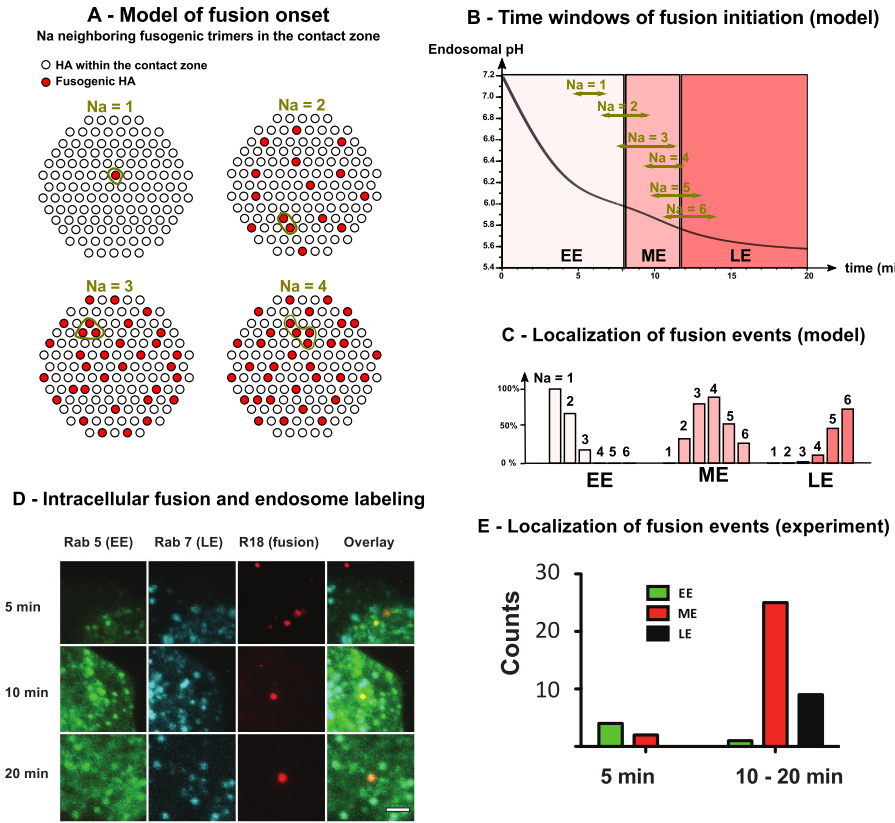 A - Model of fusion onset
Na neighboring fusogenic trimers in the contact zone
HA within the contact zone
Fusogenic HA
Na = 1
Na = 2
Na = 3
Na = 4
B - Time windows of fusion initiation (model)
Endosomal pH
7.2
Na = 1
6.8
Na = 2
6.6
Na = 3
6.4
Na = 4
6.2
Na = 5
6.0
Na = 6
5.8
5.6
5.4
EE
ME
LE
0
5
10
15
20
time (mi
C - Localization of fusion events (model)
100%
50%
0 %
Na = 1
2
3
4 5 6
EE
1
2
3
4
5
6
ME
1 2 3
4
5
6
LE
D - Intracellular fusion and endosome labeling
Rab 5 (EE)
Rab 7 (LE)
R18 (fusion)
Overlay
5 min
10 min
20 min
E - Localization of fusion events (experiment)
Counts
30
20
10
EE
ME
LE
5 min
10 - 20 min